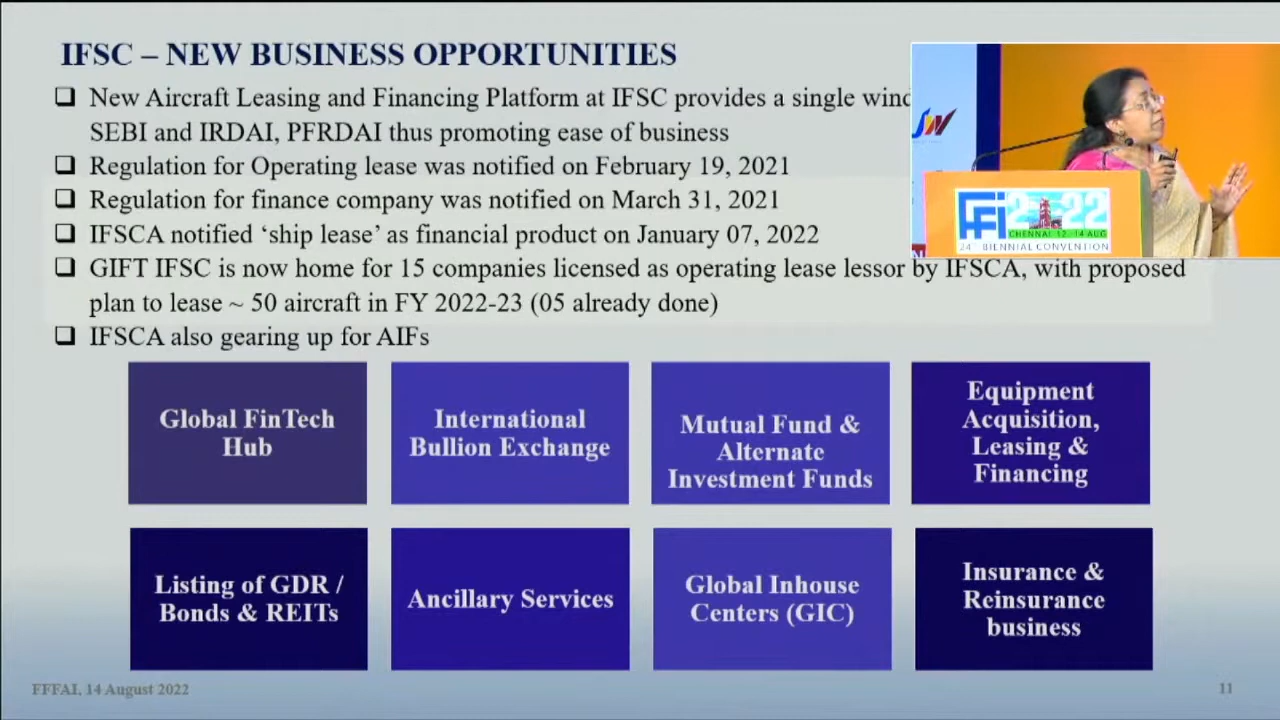 IFSC – NEW BUSINESS OPPORTUNITIES
❑ New Aircraft Leasing and Financing Platform at IFSC provides a single
SEBI and IRDAI, PFRDAI thus promoting ease of business
❑ Regulation for Operating lease was notified on February 19, 2021
❑ Regulation for finance company was notified on March 31, 2021
❑ IFSCA notified ‘ship lease’ as financial product on January 07, 2022
❑ GIFT IFSC is now home for 15 companies licensed as operating lease lessor by IFSCA, with proposed
plan to lease ~ 50 aircraft in FY 2022-23 (05 already done)
❑ IFSCA also gearing up for AIFs
FFFI 2022
CHENNAI 12 - 14 AUG
24TH BIENNIAL CONVENTION
Global FinTech
Hub
International
Bullion Exchange
Mutual Fund &
Alternate
Investment Funds
Equipment
Acquisition,
Leasing &
Financing
Listing of GDR /
Bonds & REITs
Ancillary Services
Global Inhouse
Centers (GIC)
Insurance &
Reinsurance
business
FFFAI, 14 August 2022
11